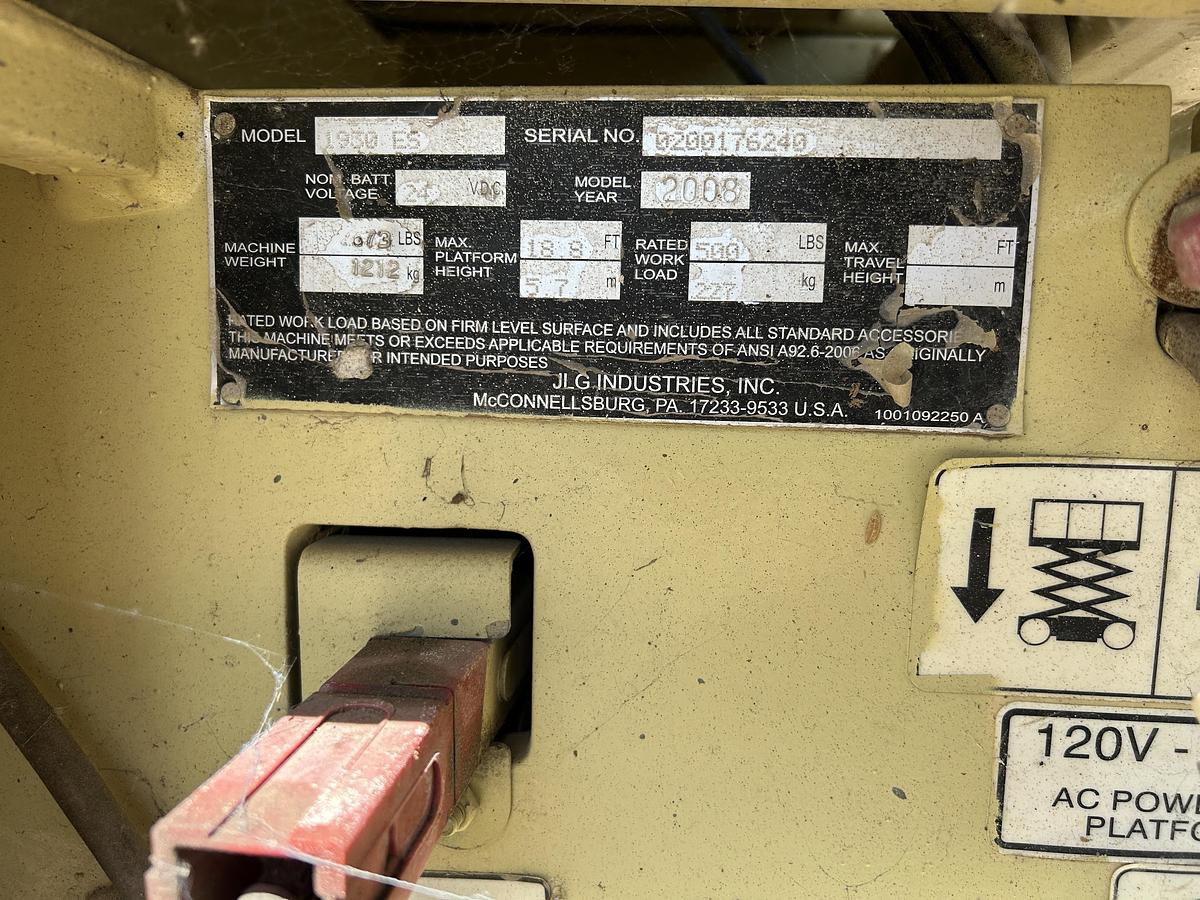 MODEL 1930 ES SERIAL NO. 0200176240
NOM. BATT. VOLTAGE 24 VDC MODEL YEAR 2008
MACHINE WEIGHT LBS 1212 kg MAX. PLATFORM HEIGHT 18.8 FT 5.7 m RATED WORK LOAD 500 LBS 227 kg MAX. TRAVEL HEIGHT FT m
RATED WORK LOAD BASED ON FIRM LEVEL SURFACE AND INCLUDES ALL STANDARD ACCESSORIE
THIS MACHINE MEETS OR EXCEEDS APPLICABLE REQUIREMENTS OF ANSI A92.6-2006 AS ORIGINALLY
MANUFACTURED FOR INTENDED PURPOSES
JLG INDUSTRIES, INC.
McCONNELLSBURG, PA. 17233-9533 U.S.A.
1001092250 A
120V -
AC POWE
PLATFO